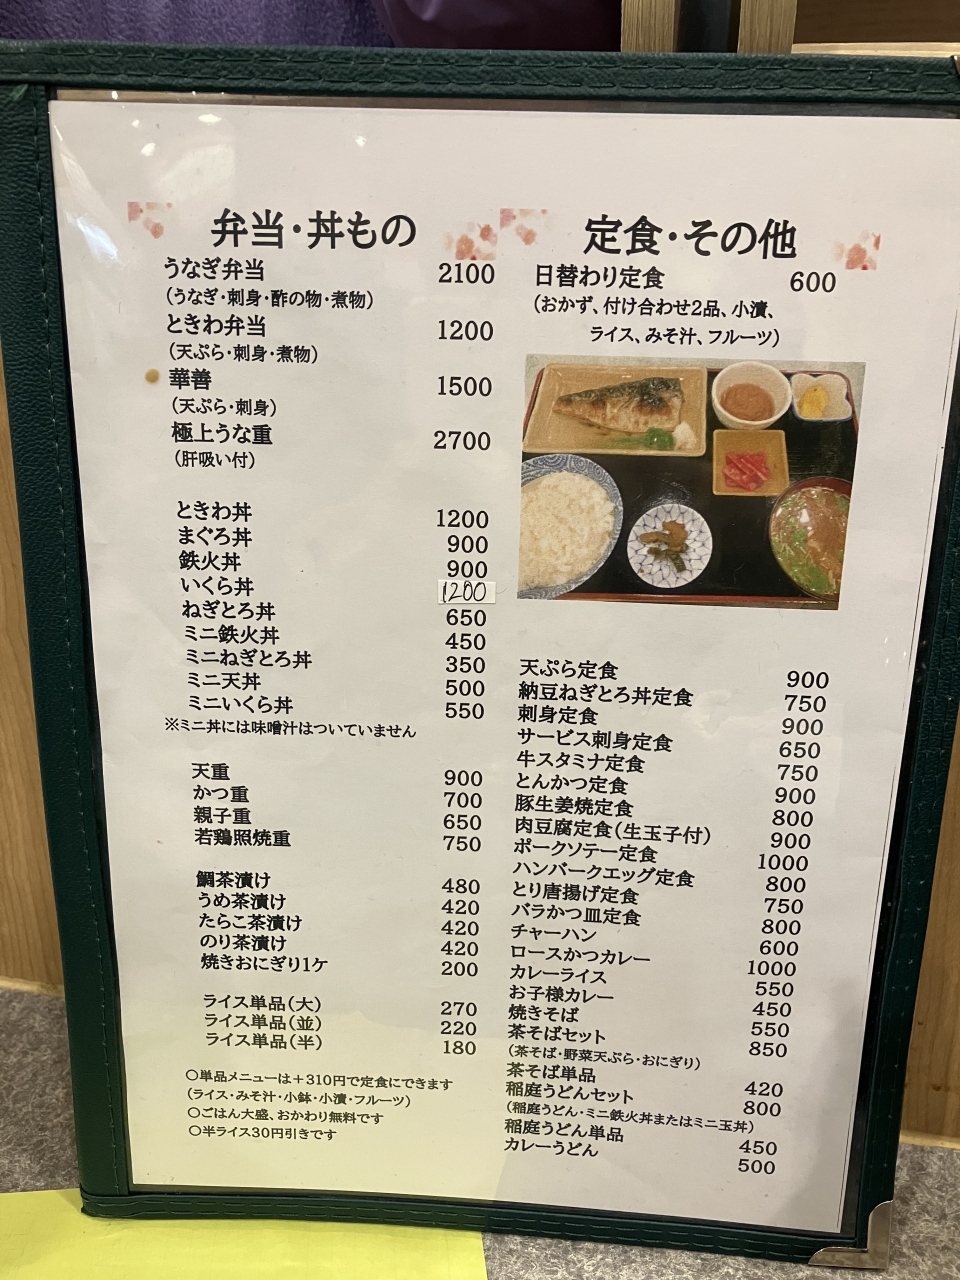 弁当・丼もの
うなぎ弁当 2100
(うなぎ・刺身・酢の物・煮物)
ときわ弁当 1200
(天ぷら・刺身・煮物)
華善 1500
(天ぷら・刺身)
極上うな重 2700
(肝吸い付)
ときわ丼 1200
まぐろ丼 900
鉄火丼 900
いくら丼 1200
ねぎとろ丼 650
ミニ鉄火丼 450
ミニねぎとろ丼 350
ミニ天丼 500
ミニいくら丼 550
※ミニ丼には味噌汁はついていません
天重 900
かつ重 700
親子重 650
若鶏照焼重 750
鯛茶漬け 480
うめ茶漬け 420
たらこ茶漬け 420
のり茶漬け 420
焼きおにぎり1ケ 200
ライス単品(大) 270
ライス単品(並) 220
ライス単品(半) 180
○単品メニューは+310円で定食にできます
(ライス・みそ汁・小鉢・小漬・フルーツ)
○ごはん大盛、おかわり無料です
○半ライス30円引きです
定食・その他
日替わり定食 600
(おかず、付け合わせ2品、小漬、
ライス、みそ汁、フルーツ)
天ぷら定食 900
納豆ねぎとろ丼定食 750
刺身定食 900
サービス刺身定食 650
牛スタミナ定食 750
とんかつ定食 900
豚生姜焼定食 800
肉豆腐定食(生玉子付) 900
ポークソテー定食 1000
ハンバークエッグ定食 800
とり唐揚げ定食 750
バラかつ皿定食 800
チャーハン 600
ロースかつカレー 1000
カレーライス 550
お子様カレー 450
焼きそば 550
茶そばセット 850
(茶そば・野菜天ぷら・おにぎり)
茶そば単品 420
稲庭うどんセット 800
(稲庭うどん・ミニ鉄火丼またはミニ玉丼)
稲庭うどん単品 450
カレーうどん 500